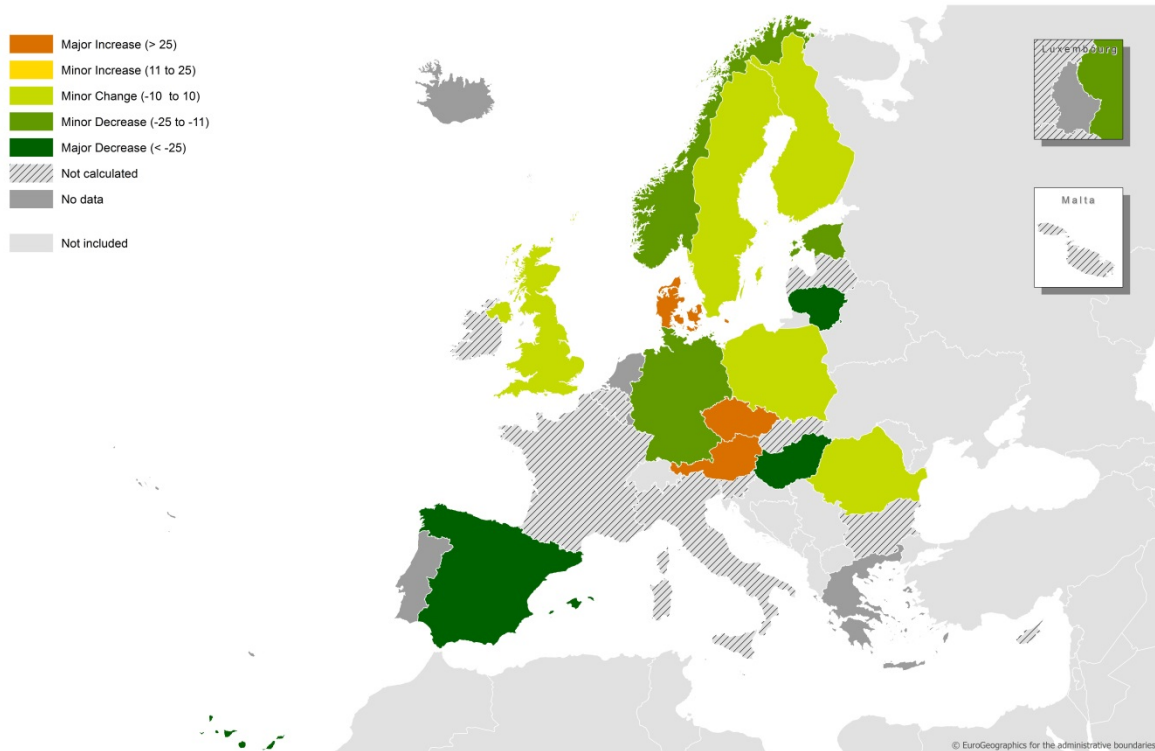 Major Increase (> 25)
Minor Increase (11 to 25)
Minor Change (-10 to 10)
Minor Decrease (-25 to -11)
Major Decrease (< -25)
Not calculated
No data
Not included
Luxembourg
Malta
© EuroGeographics for the administrative boundaries